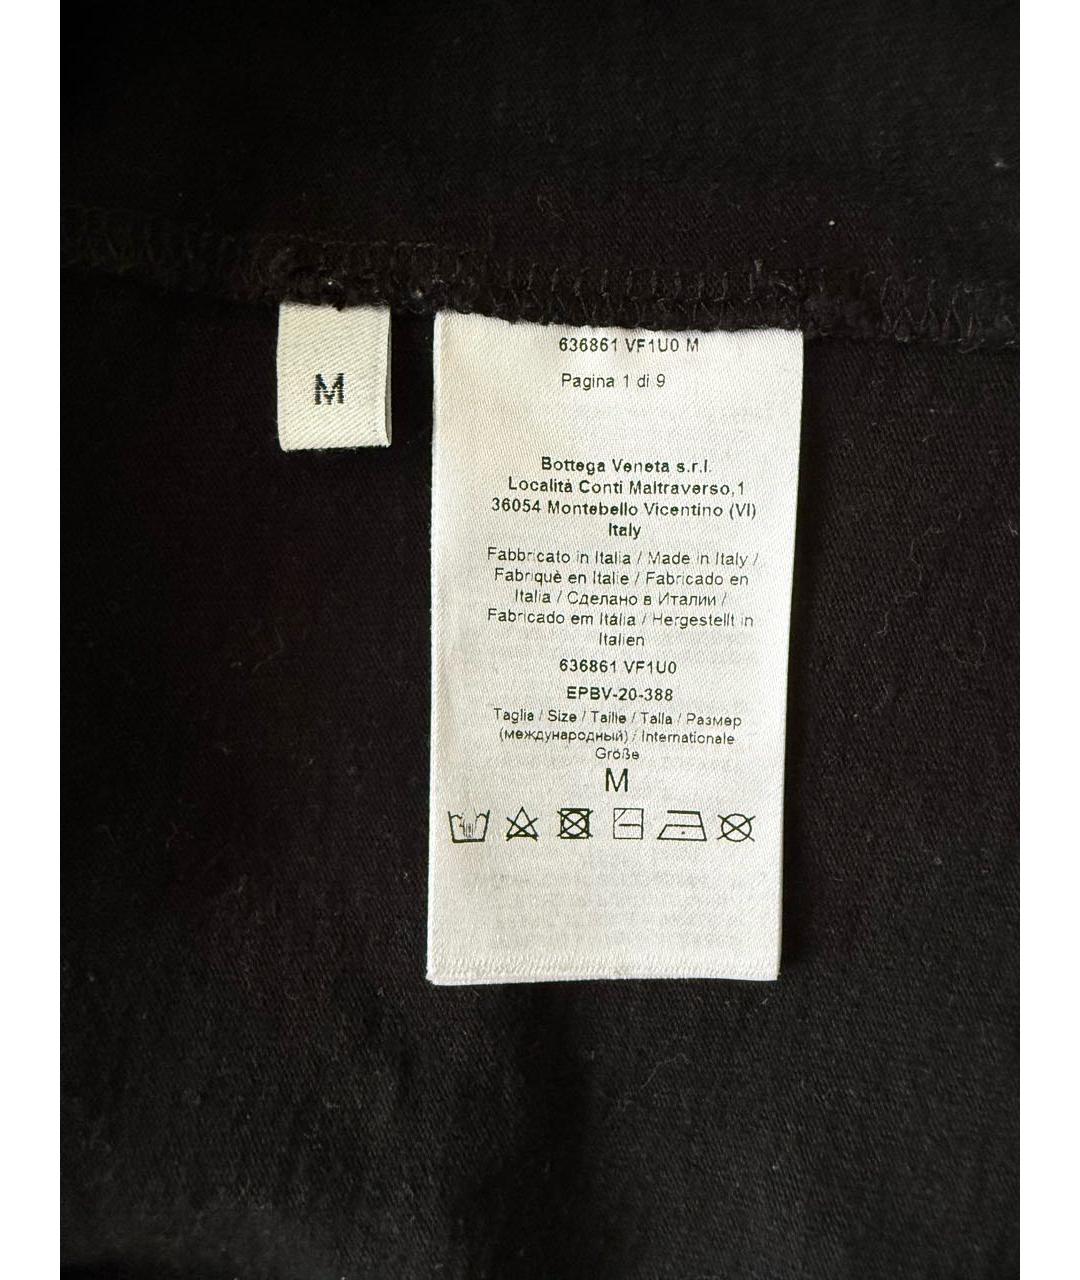 M
636861 VF1U0 M
Pagina 1 di 9
Bottega Veneta s.r.l.
Località Conti Maltraverso,1
36054 Montebello Vicentino (VI)
Italy
Fabbricato in Italia / Made in Italy /
Fabriqué en Italie / Fabricado en
Italia / Сделано в Италии /
Fabricado em Itália / Hergestellt in
Italien
636861 VF1U0
EPBV-20-388
Taglia / Size / Taille / Talla / Размер
(международный) / Internationale
Größe
M